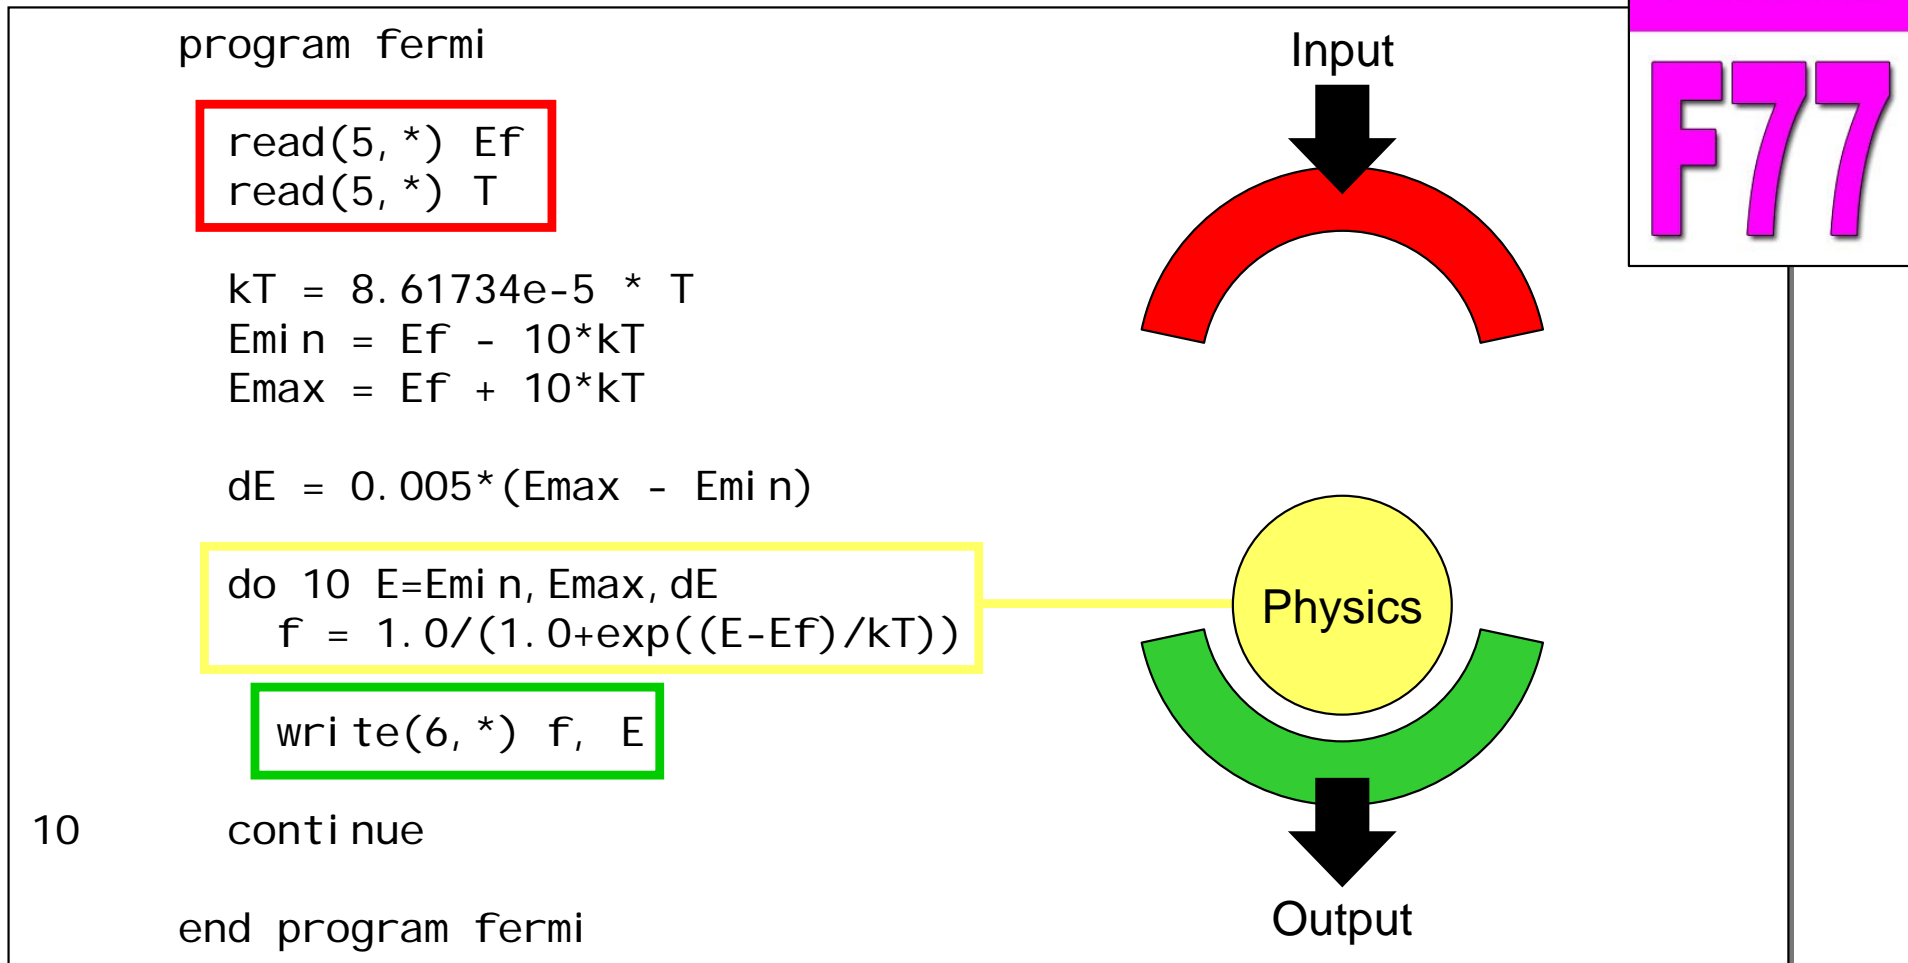 program fermi
read(5,*) Ef
read(5,*) T
kT = 8.61734e-5 * T
Emin = Ef - 10*kT
Emax = Ef + 10*kT
dE = 0.005*(Emax - Emin)
do 10 E=Emin,Emax,dE
f = 1.0/(1.0+exp((E-Ef)/kT))
write(6,*) f, E
10 continue
end program fermi
Input
Physics
Output
F77